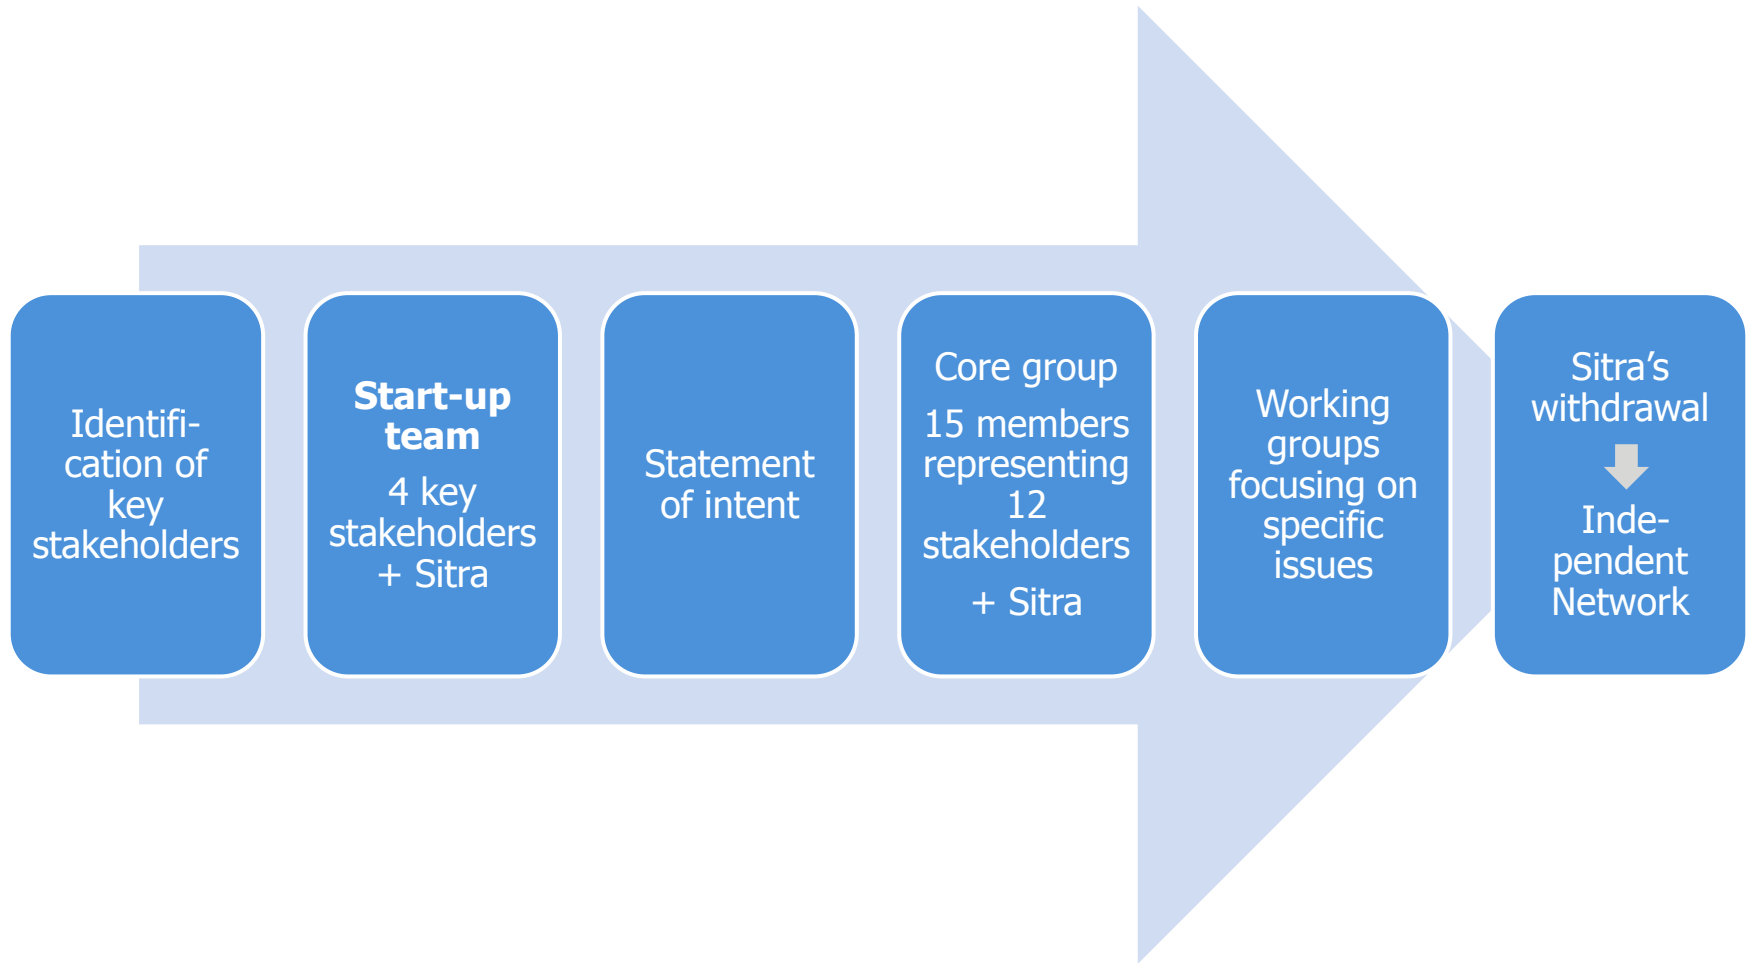 Identifi-
cation of
key
stakeholders
Start-up
team
4 key
stakeholders
+ Sitra
Statement
of intent
Core group
15 members
representing
12
stakeholders
+ Sitra
Working
groups
focusing on
specific
issues
Sitra’s
withdrawal
Inde-
pendent
Network